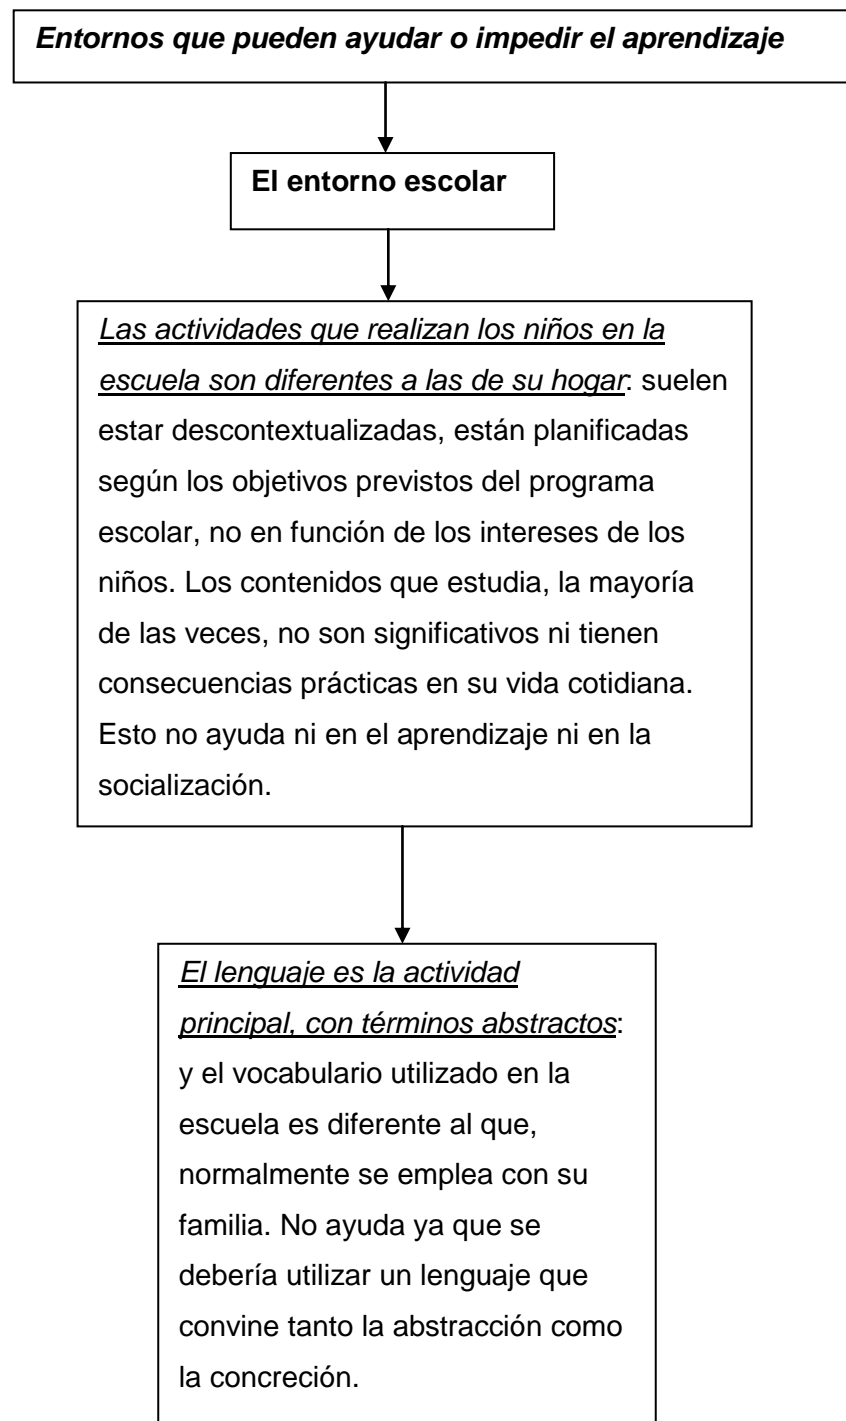 Entornos que pueden ayudar o impedir el aprendizaje
El entorno escolar
Las actividades que realizan los niños en la
escuela son diferentes a las de su hogar: suelen
estar descontextualizadas, están planificadas
según los objetivos previstos del programa
escolar, no en función de los intereses de los
niños. Los contenidos que estudia, la mayoría
de las veces, no son significativos ni tienen
consecuencias prácticas en su vida cotidiana.
Esto no ayuda ni en el aprendizaje ni en la
socialización.
El lenguaje es la actividad
principal, con términos abstractos:
y el vocabulario utilizado en la
escuela es diferente al que,
normalmente se emplea con su
familia. No ayuda ya que se
debería utilizar un lenguaje que
convine tanto la abstracción como
la concreción.